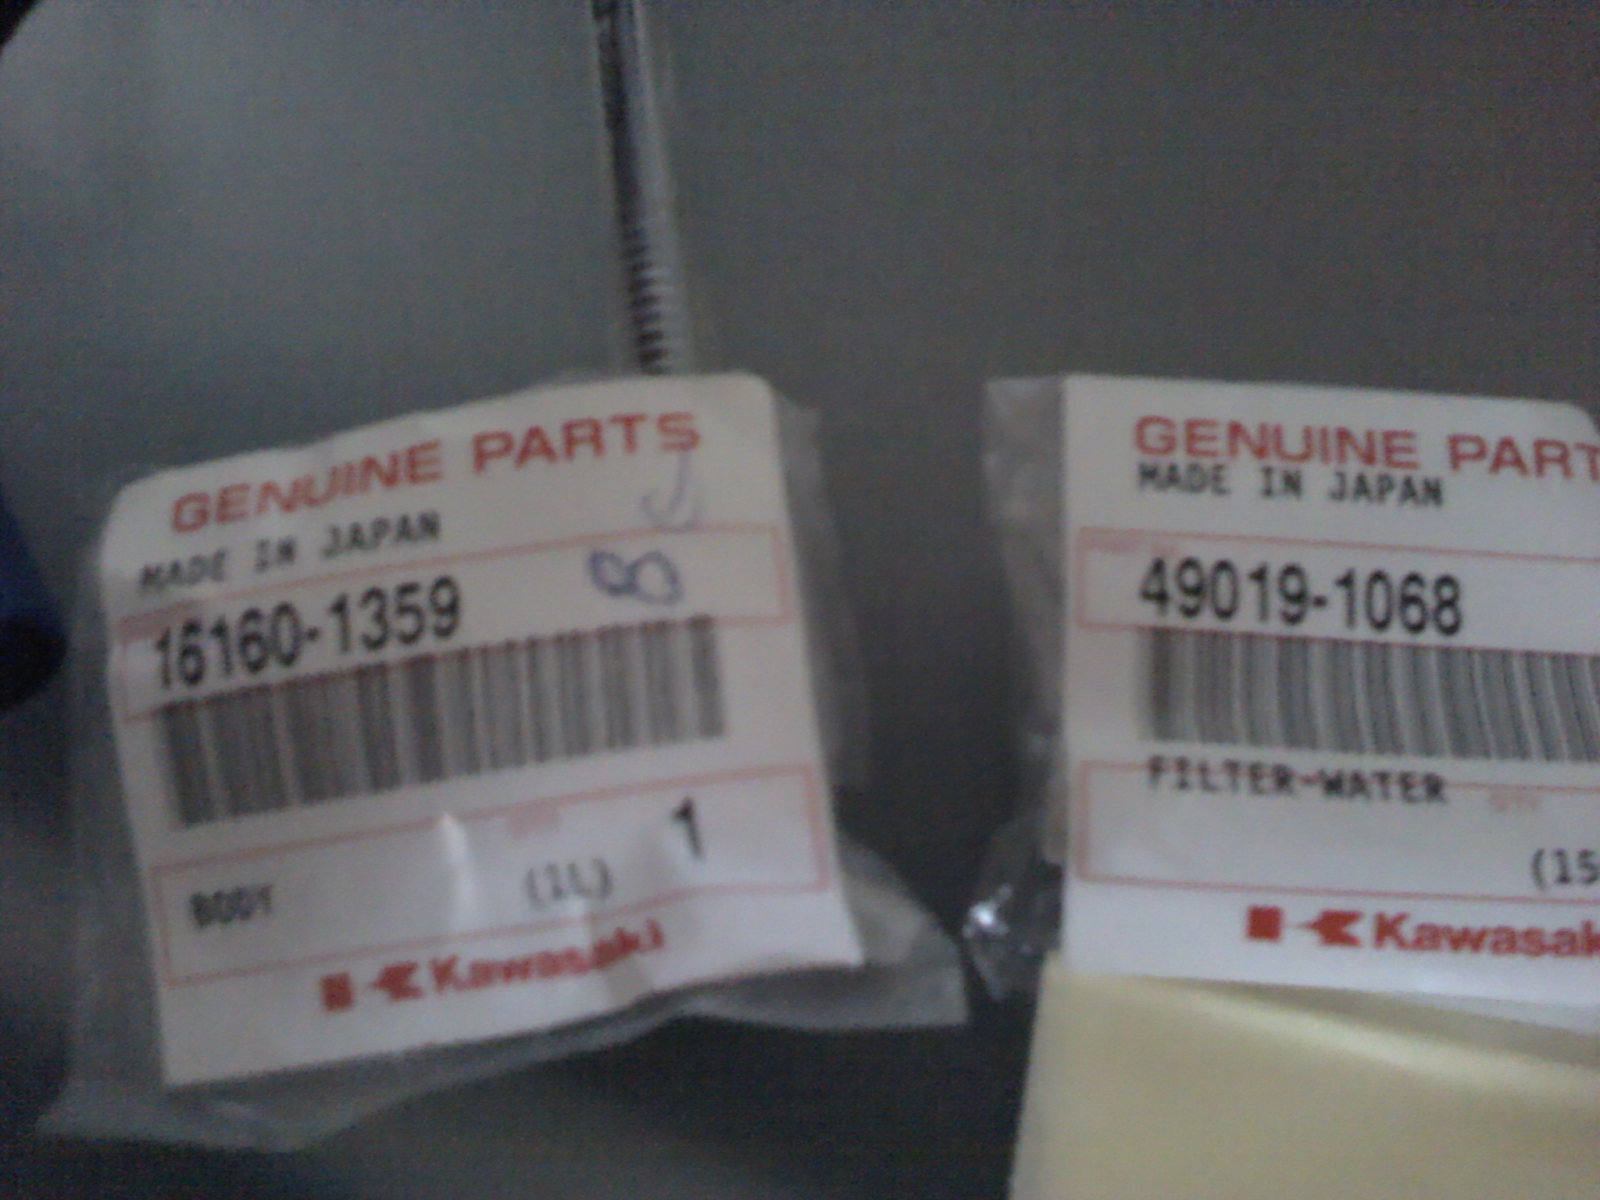 GENUINE PARTS
MADE IN JAPAN
B
16160-1359
1
BODY
(1L)
Kawasaki
GENUINE PART
MADE IN JAPAN
49019-1068
FILTER-WATER
(15
Kawasak